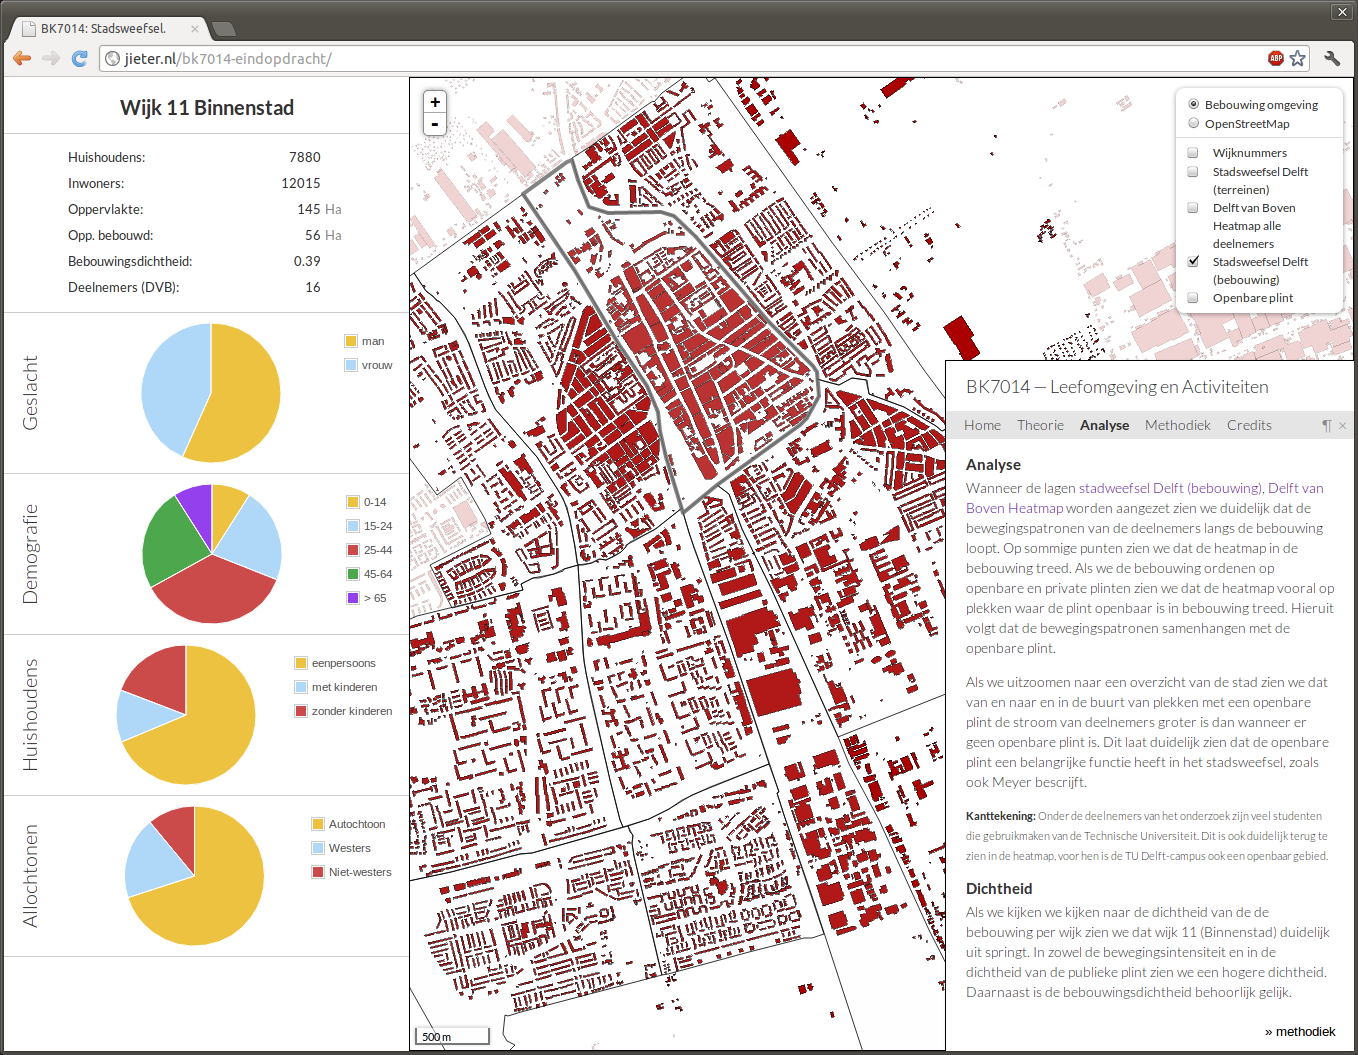 BK7014: Stadsweefsel.
jieter.nl/bk7014-eindopdracht/
ABP
Wijk 11 Binnenstad
Huishoudens: 7880
Inwoners: 12015
Oppervlakte: 145 Ha
Opp. bebouwd: 56 Ha
Bebouwingsdichtheid: 0.39
Deelnemers (DVB): 16
Geslacht
man
vrouw
Demografie
0-14
15-24
25-44
45-64
> 65
Huishoudens
eenpersoons
met kinderen
zonder kinderen
Allochtonen
Autochtoon
Westers
Niet-westers
+
-
500 m
Bebouwing omgeving
OpenStreetMap
Wijknummers
Stadsweefsel Delft
(terreinen)
Delft van Boven
Heatmap alle
deelnemers
Stadsweefsel Delft
(bebouwing)
Openbare plint
BK7014 — Leefomgeving en Activiteiten
Home Theorie Analyse Methodiek Credits ¶ ×
Analyse
Wanneer de lagen stadweefsel Delft (bebouwing), Delft van
Boven Heatmap worden aangezet zien we duidelijk dat de
bewegingspatronen van de deelnemers langs de bebouwing
loopt. Op sommige punten zien we dat de heatmap in de
bebouwing treed. Als we de bebouwing ordenen op
openbare en private plinten zien we dat de heatmap vooral op
plekken waar de plint openbaar is in bebouwing treed. Hieruit
volgt dat de bewegingspatronen samenhangen met de
openbare plint.
Als we uitzoomen naar een overzicht van de stad zien we dat
van en naar en in de buurt van plekken met een openbare
plint de stroom van deelnemers groter is dan wanneer er
geen openbare plint is. Dit laat duidelijk zien dat de openbare
plint een belangrijke functie heeft in het stadsweefsel, zoals
ook Meyer bescrijft.
Kanttekening: Onder de deelnemers van het onderzoek zijn veel studenten
die gebruikmaken van de Technische Universiteit. Dit is ook duidelijk terug te
zien in de heatmap, voor hen is de TU Delft-campus ook een openbaar gebied.
Dichtheid
Als we kijken we kijken naar de dichtheid van de de
bebouwing per wijk zien we dat wijk 11 (Binnenstad) duidelijk
uit springt. In zowel de bewegingsintensiteit en in de
dichtheid van de publieke plint zien we een hogere dichtheid.
Daarnaast is de bebouwingsdichtheid behoorlijk gelijk.
» methodiek